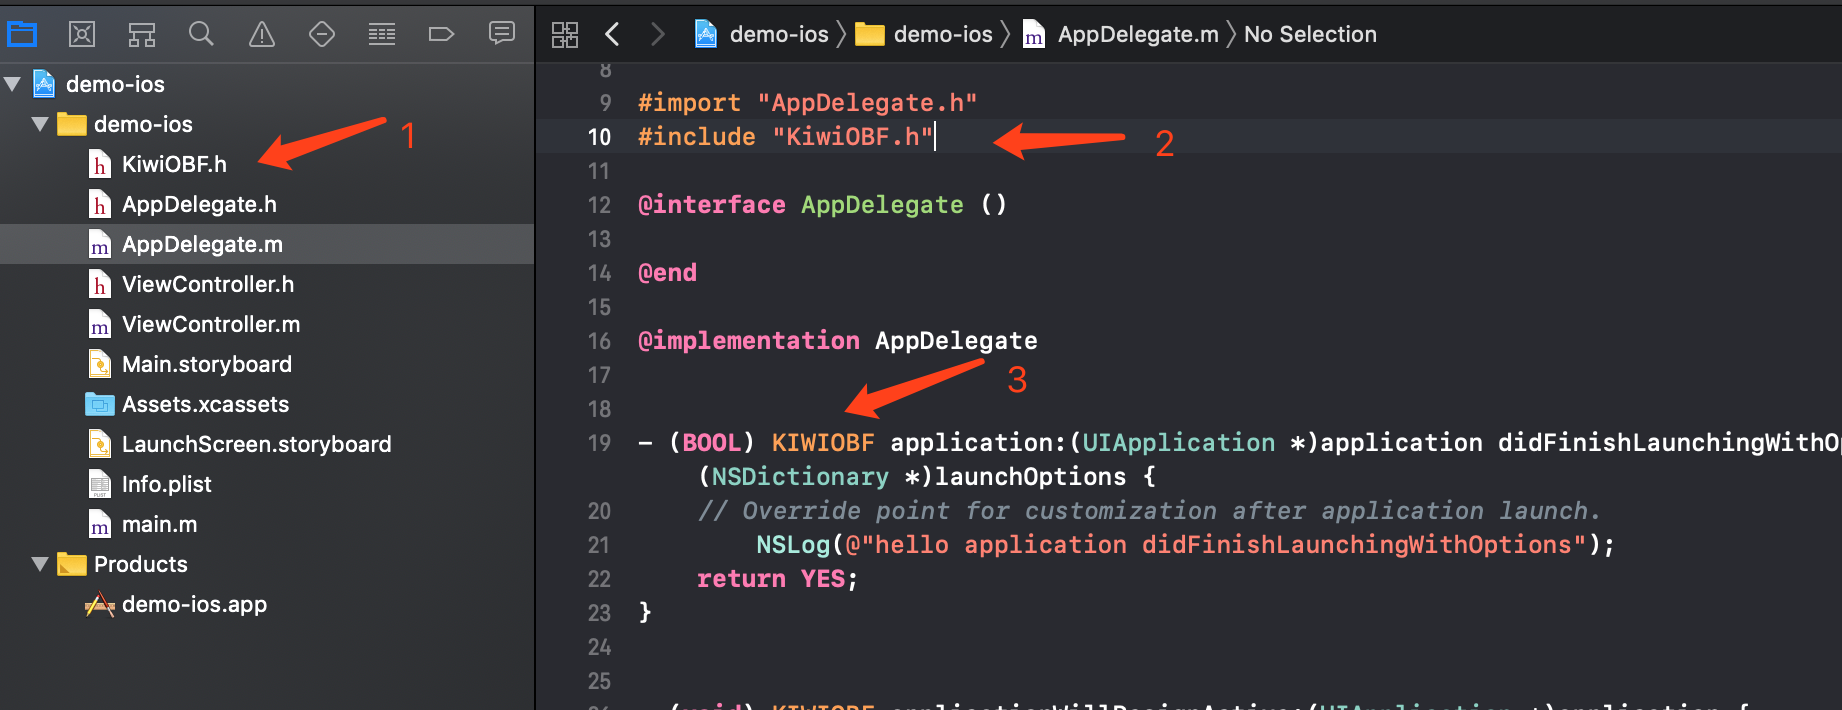 demo-ios
demo-ios
KiwiOBF.h
AppDelegate.h
AppDelegate.m
ViewController.h
ViewController.m
Main.storyboard
Assets.xcassets
LaunchScreen.storyboard
Info.plist
main.m
Products
demo-ios.app
1
demo-ios 〉 demo-ios 〉 AppDelegate.m 〉 No Selection
8
9 #import "AppDelegate.h"
10 #include "KiwiOBF.h"
2
11
12 @interface AppDelegate ()
13
14 @end
15
16 @implementation AppDelegate
17
3
18
19 - (BOOL) KIWIOBF application:(UIApplication *)application didFinishLaunchingWithOp
(NSDictionary *)launchOptions {
20 // Override point for customization after application launch.
21 NSLog(@"hello application didFinishLaunchingWithOptions");
22 return YES;
23 }
24
25